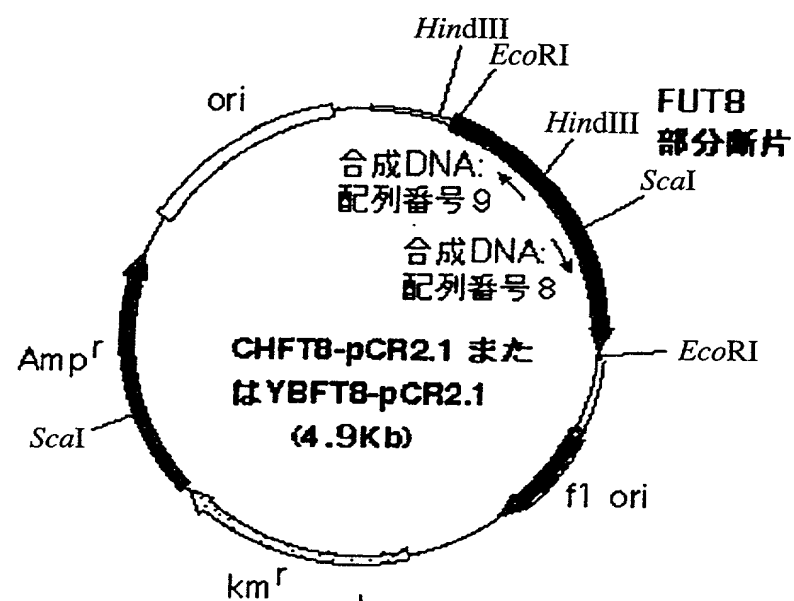 HindIII
EcoRI
ori
HindIII
FUT8
部分断片
合成DNA:
配列番号9
ScaI
合成DNA:
配列番号8
CHFT8-pCR2.1 また
はYBFT8-pCR2.1
(4.9Kb)
EcoRI
Ampr
ScaI
f1 ori
kmr